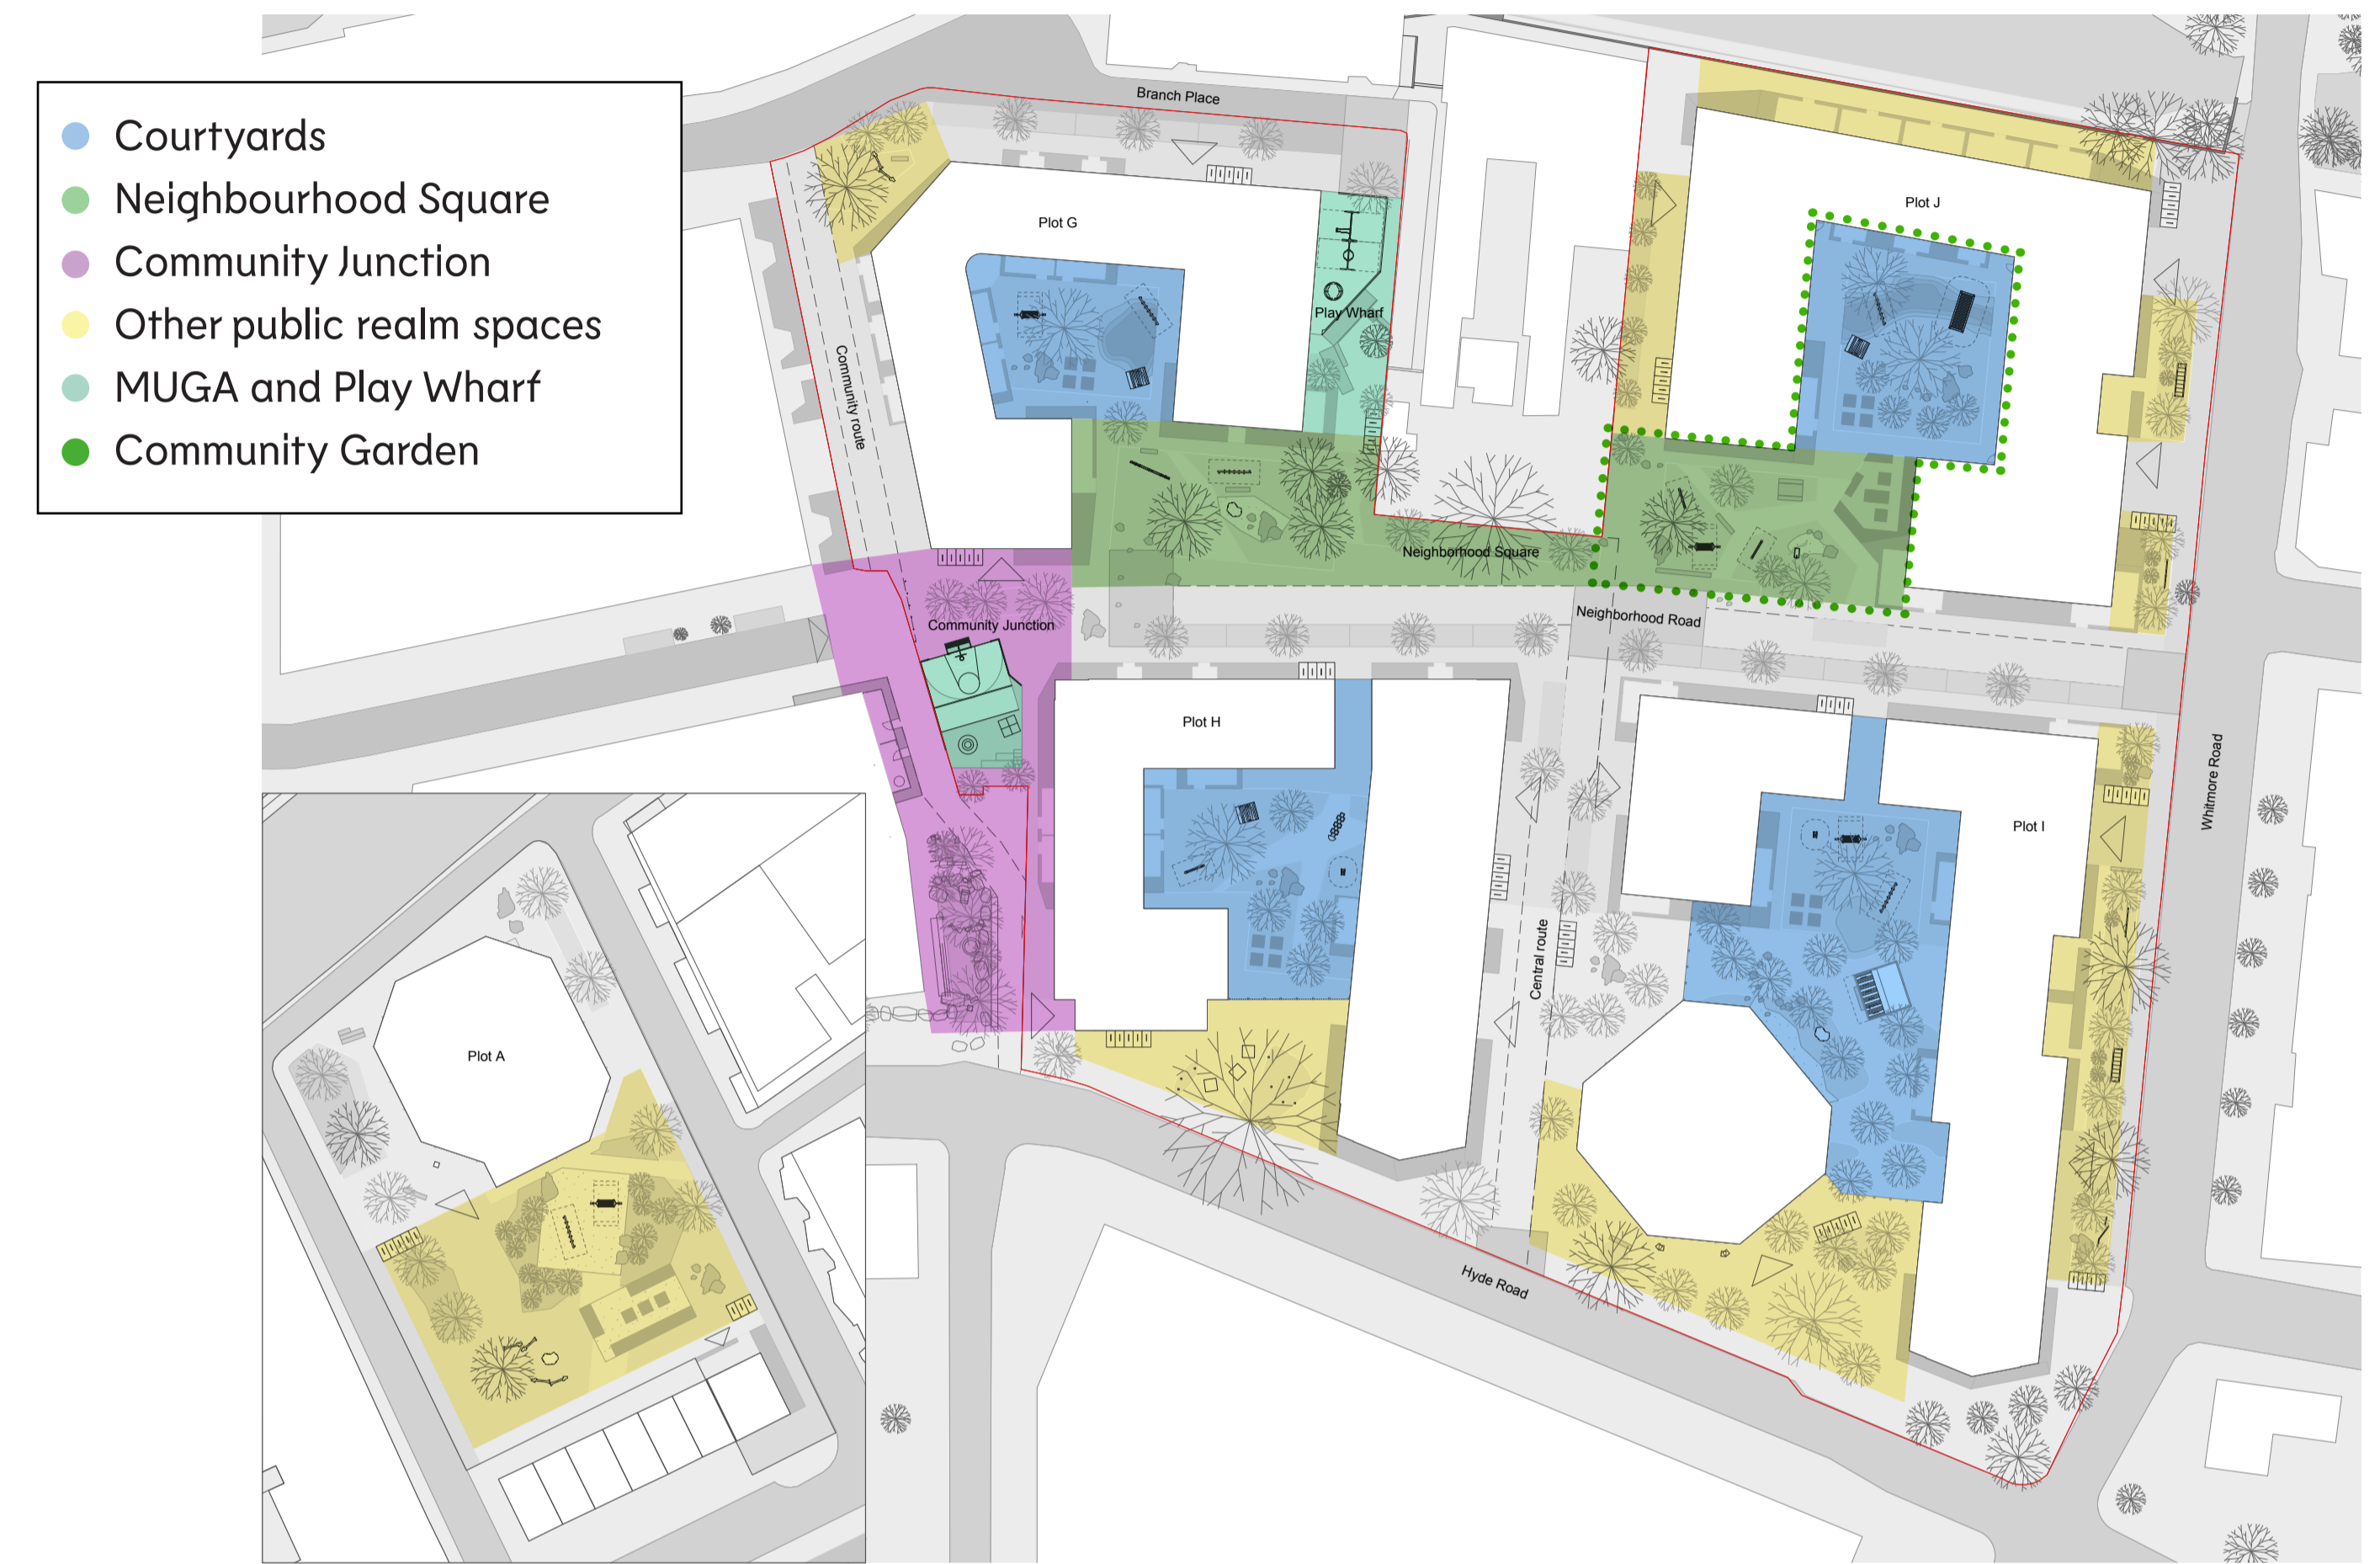 Courtyards
Neighbourhood Square
Community Junction
Other public realm spaces
MUGA and Play Wharf
Community Garden
Branch Place
Plot G
Plot J
Play Wharf
Community route
Neighborhood Square
Neighborhood Road
Community Junction
Plot H
Plot I
Whitmore Road
Central route
Plot A
Hyde Road